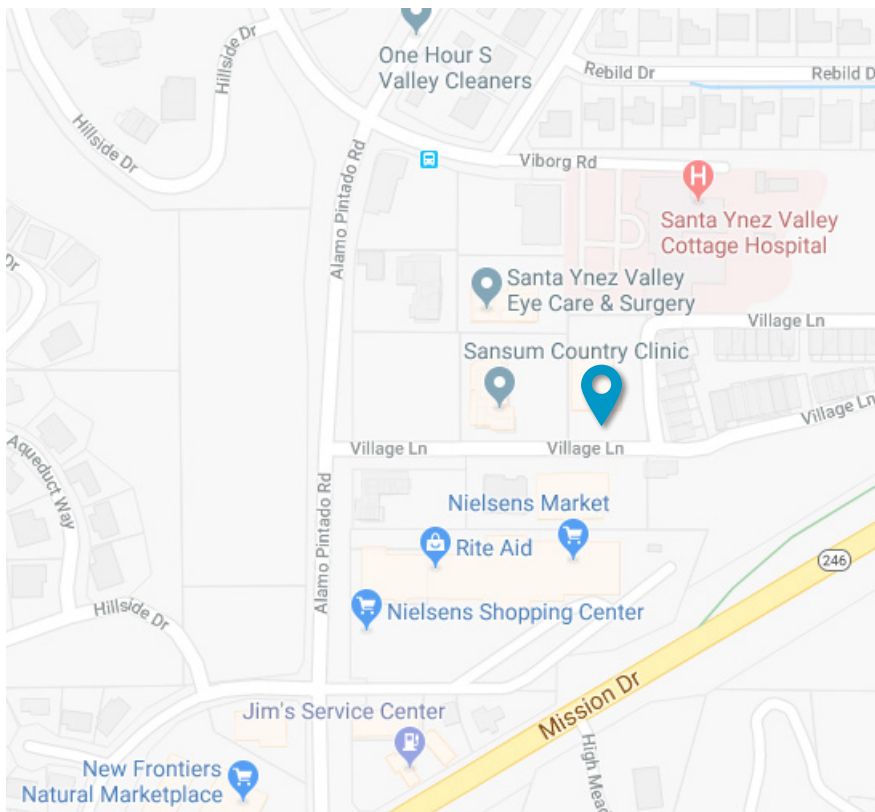 Hillside Dr
Hillside Dr
One Hour S
Valley Cleaners
Rebild Dr
Rebild D
Viborg Rd
H
Santa Ynez Valley
Cottage Hospital
Alamo Pintado Rd
Santa Ynez Valley
Eye Care & Surgery
Village Ln
Sansum Country Clinic
Village Ln
Dr
Village Ln
Village Ln
Aqueduct Way
Alamo Pintado Rd
Nielsens Market
Rite Aid
246
Nielsens Shopping Center
Hillside Dr
Mission Dr
Jim's Service Center
High Mead
New Frontiers
Natural Marketplace